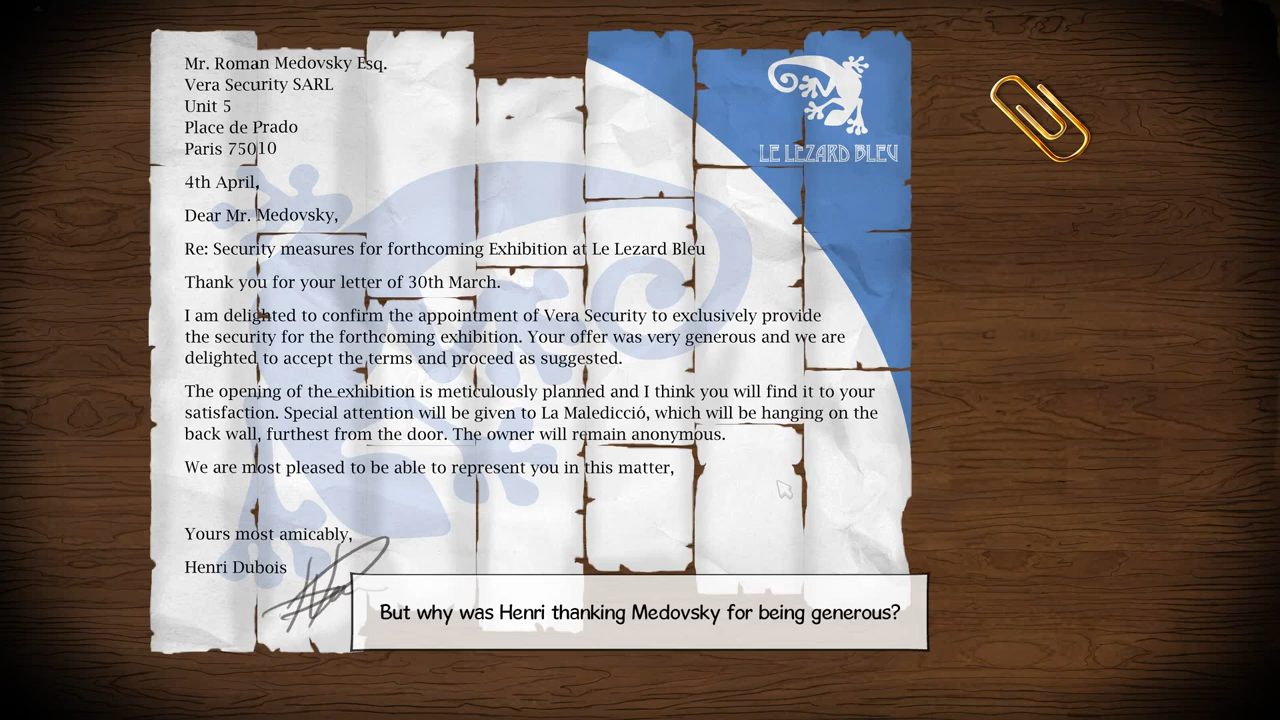 Mr. Roman Medovsky Esq.
Vera Security SARL
Unit 5
Place de Prado
Paris 75010
LE LEZARD BLEU
4th April,
Dear Mr. Medovsky,
Re: Security measures for forthcoming Exhibition at Le Lezard Bleu
Thank you for your letter of 30th March.
I am delighted to confirm the appointment of Vera Security to exclusively provide
the security for the forthcoming exhibition. Your offer was very generous and we are
delighted to accept the terms and proceed as suggested.
The opening of the exhibition is meticulously planned and I think you will find it to your
satisfaction. Special attention will be given to La Malediccíó, which will be hanging on the
back wall, furthest from the door. The owner will remain anonymous.
We are most pleased to be able to represent you in this matter,
Yours most amicably,
Henri Dubois
But why was Henri thanking Medovsky for being generous?